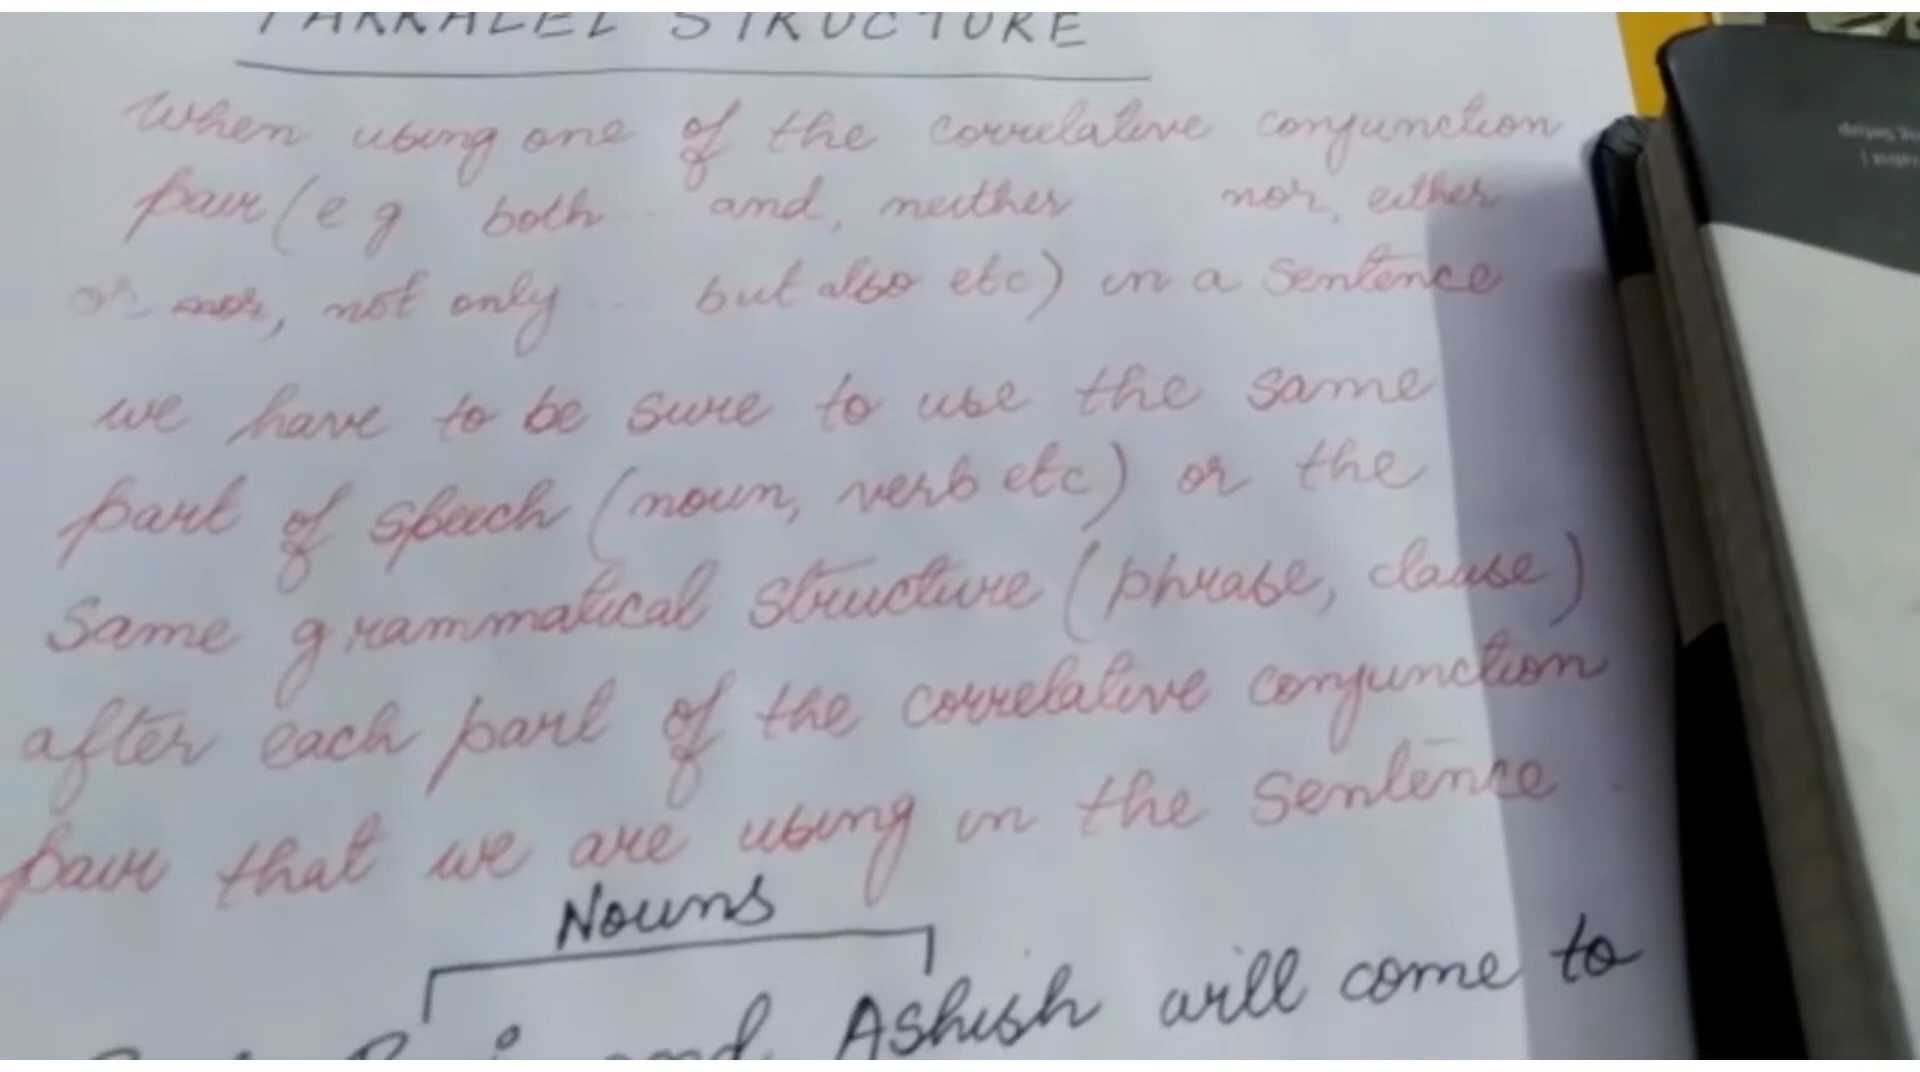 PARRALEL STRUCTURE
When using one of the correlative conjunction
pair (e g both .. and, neither nor, either
or, not only .. but also etc) in a sentence
we have to be sure to use the same
part of speech (noun, verb etc) or the
same grammatical structure (phrase, clause)
after each part of the correlative conjunction
pair that we are using in the sentence
Nouns
and Ashish will come to